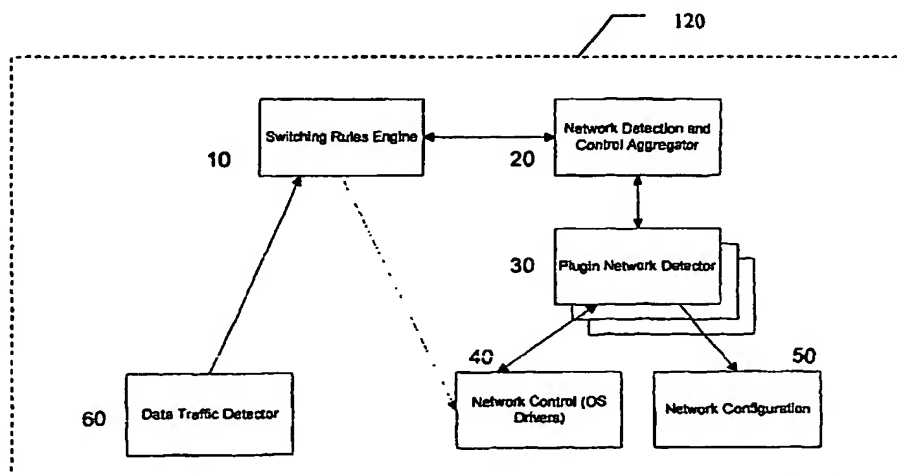 120
Switching Rules Engine
10
Network Detection and
Control Aggregator
20
Plugin Network Detector
30
40
50
Data Traffic Detector
60
Network Control (OS
Drivers)
Network Configuration